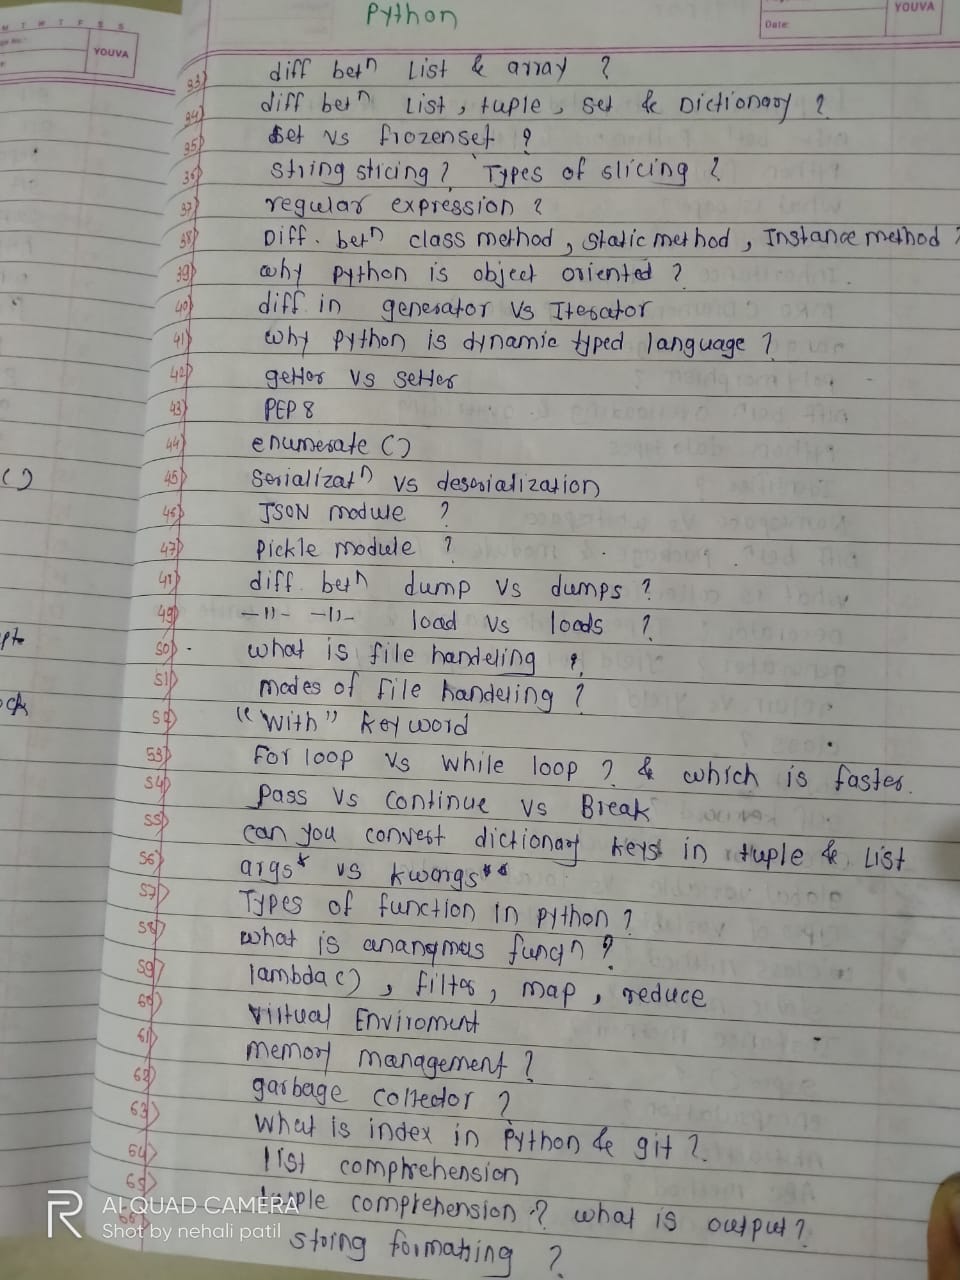 Python
YOUVA
YOUVA
Date:
33) diff betn List & array ?
34) diff betn List, tuple, set & Dictionary ?
35) Set vs frozenset ?
36) String slicing ? Types of slicing ?
37) regular expression ?
38) Diff. betn class method, static method, Instance method ?
39) why python is object oriented ?
40) diff in generator vs Iterator
41) why python is dynamic typed language ?
42) getter vs setter
43) PEP 8
44) enumerate ()
45) Serializatn vs deserialization
46) JSON module ?
47) Pickle module ?
48) diff. betn dump vs dumps ?
49) -11- -11- load vs loads ?
50) what is file handeling ?
51) modes of file handeling ?
52) "with" keyword
53) For loop vs while loop ? & which is faster.
54) Pass vs continue vs Break
55) can you convert dictionary keys in tuple & List
56) args* vs kwargs**
57) Types of function in python ?
58) what is ananqmus funcn ?
59) lambda(), filter, map, reduce
60) Virtual Enviroment
61) memory management ?
62) garbage collector ?
63) What is index in Python & git ?
64) list comprehension
65) tuple comprehension ? what is output ?
66) string formating ?
AI QUAD CAMERA
Shot by nehali patil